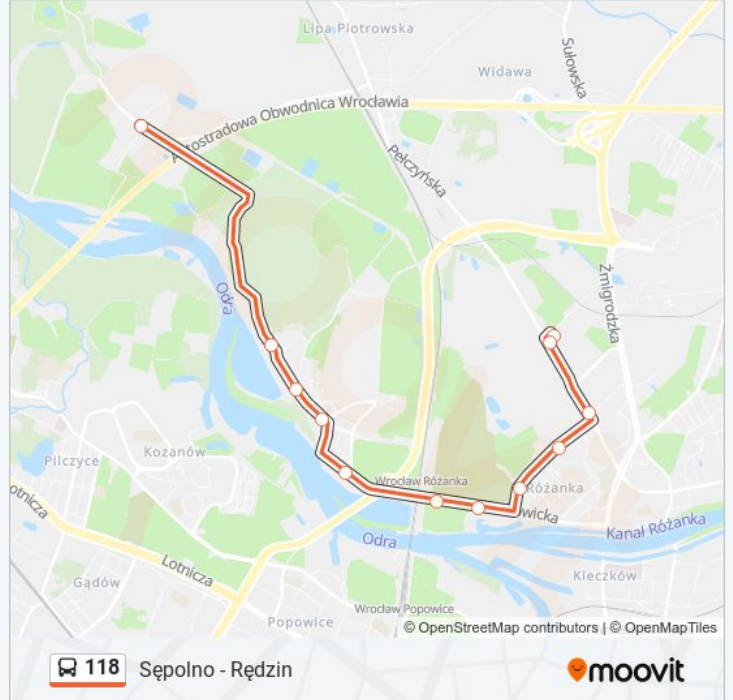 Lipa Piotrowska
Sułowska
Widawa
A tostradowa Obwodnica Wrocławia
Pełczyńska
Odra
Żmigrodzka
Kozanów
Pilczyce
otnicza
Wrocław Różanka
Różanka
wicka
Kanał Różanka
Odra
Lotnicza
Kleczków
Gądów
Wrocław Popowice
Popowice
© OpenStreetMap contributors | © OpenMapTiles
118 Sępolno - Rędzin
moovit